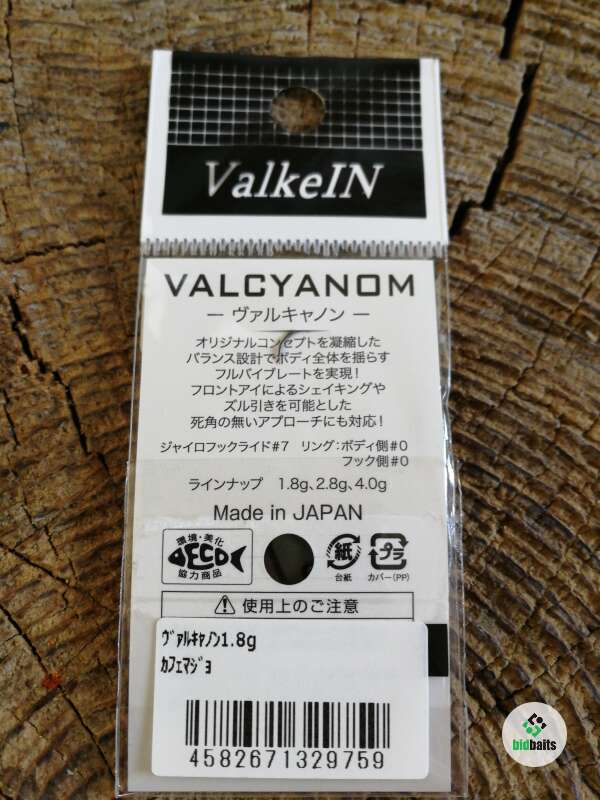 ValkeIN
VALCYANOM
— ヴァルキャノン —
オリジナルコンセプトを凝縮した
バランス設計でボディ全体を揺らす
フルバイブレートを実現!
フロントアイによるシェイキングや
ズル引きを可能とした
死角の無いアプローチにも対応!
ジャイロフックライド#7 リング:ボディ側#0
フック側#0
ラインナップ 1.8g、2.8g、4.0g
Made in JAPAN
環境・美化
ECO
協力商品
紙
台紙
プラ
カバー(PP)
使用上のご注意
ヴァルキャノン1.8g
カフェマジョ
4582671329759
bidbaits